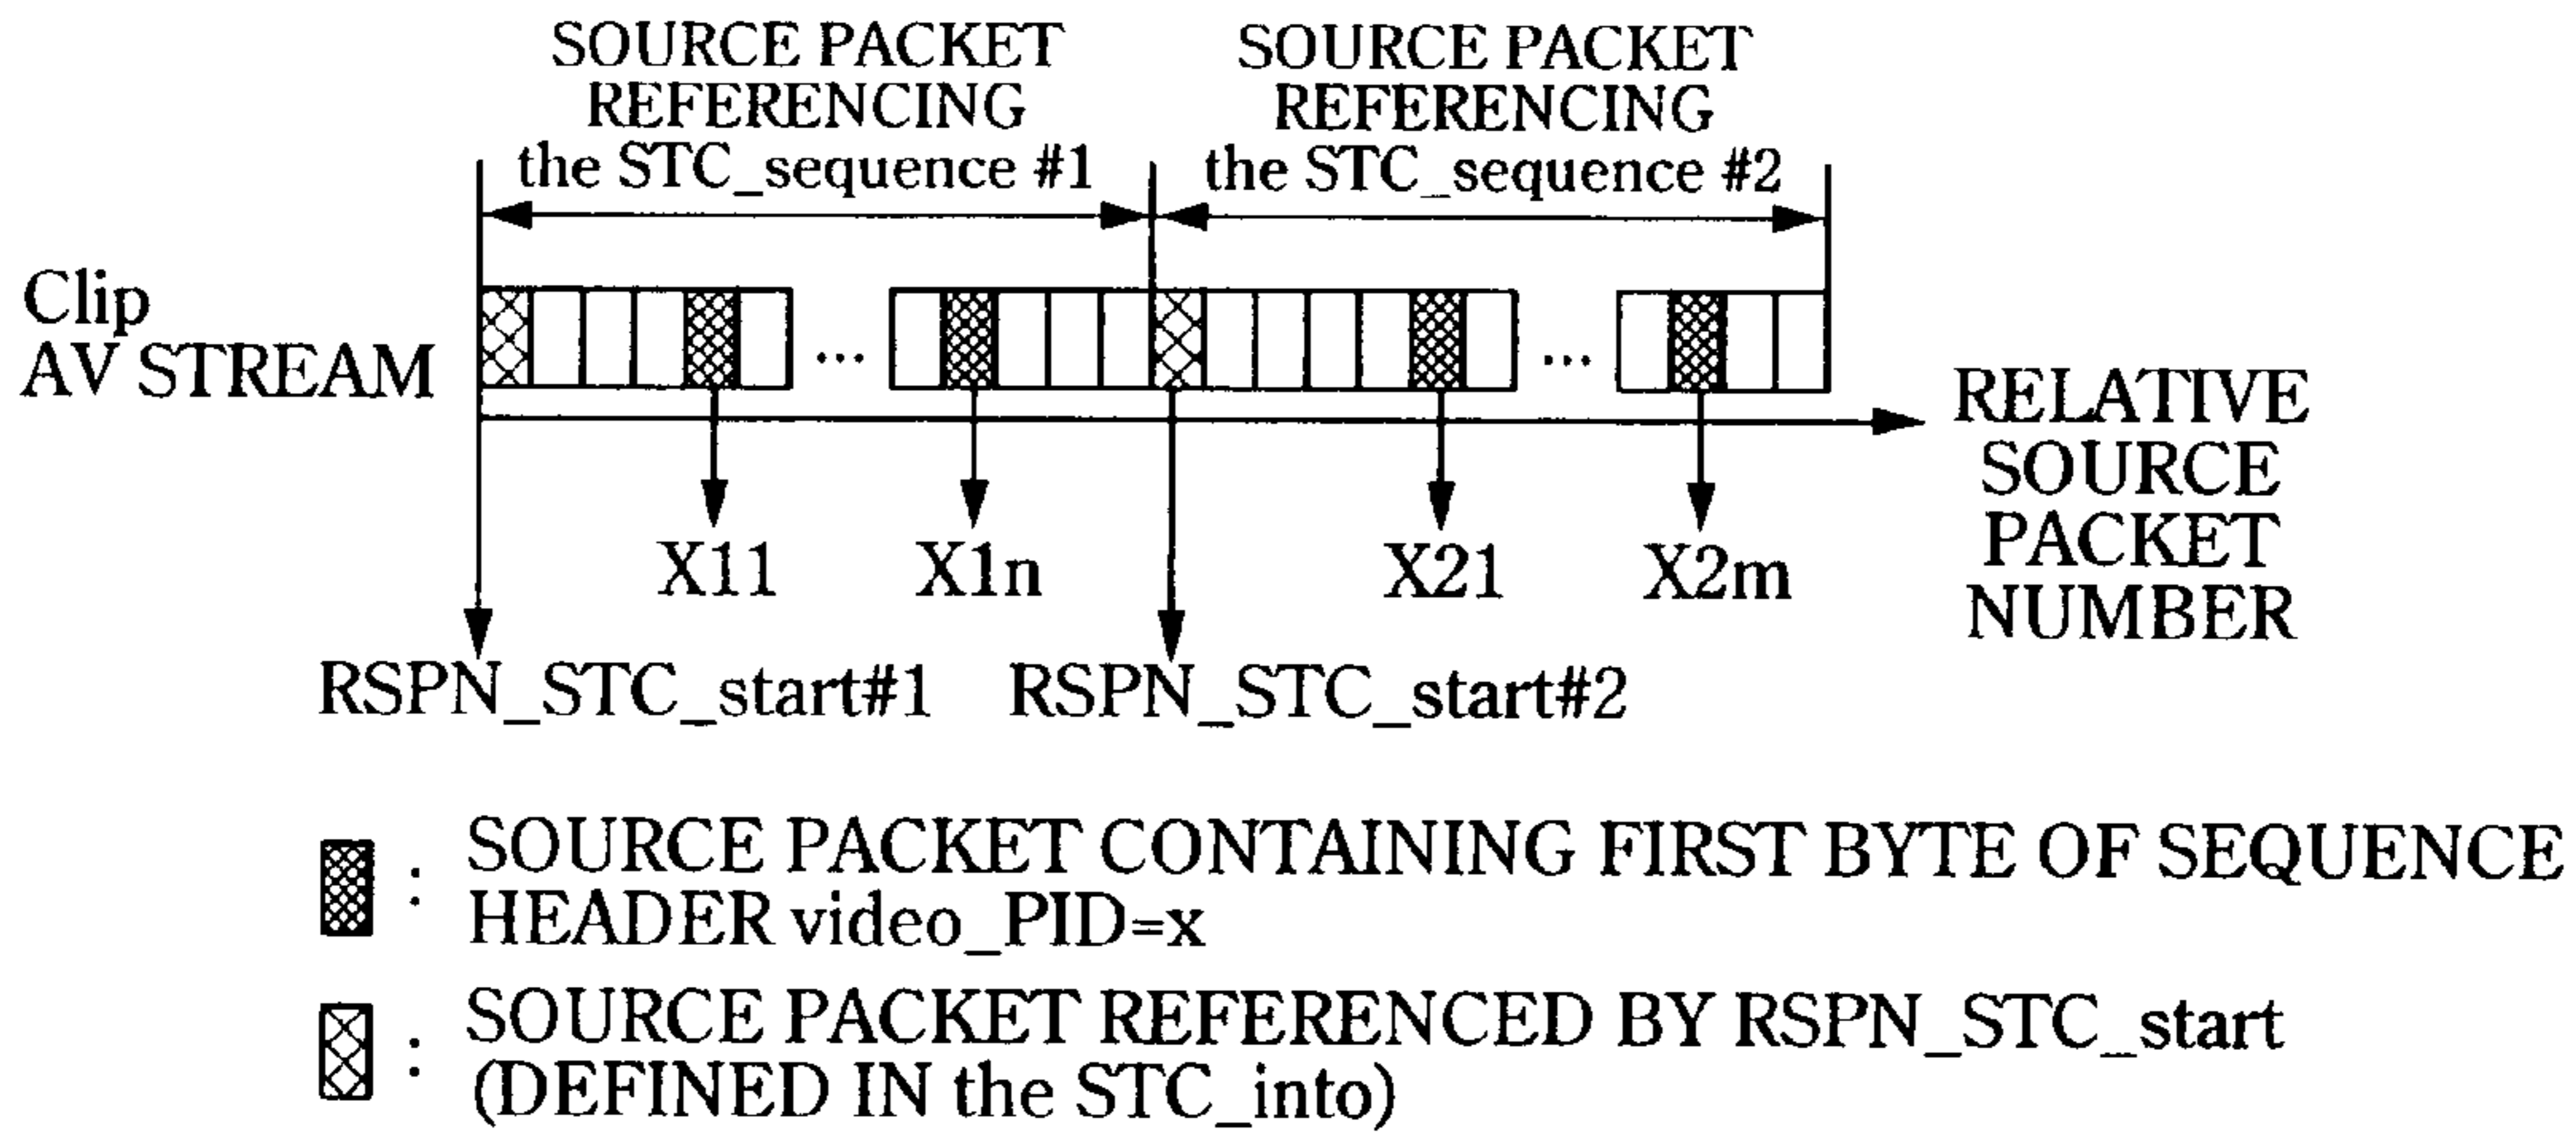 SOURCE PACKET
REFERENCING
the STC_sequence #1
SOURCE PACKET
REFERENCING
the STC_sequence #2
Clip
AV STREAM
...
...
RELATIVE
SOURCE
PACKET
NUMBER
X11
X1n
X21
X2m
RSPN_STC_start#1
RSPN_STC_start#2
: SOURCE PACKET CONTAINING FIRST BYTE OF SEQUENCE
HEADER video_PID=x
: SOURCE PACKET REFERENCED BY RSPN_STC_start
(DEFINED IN the STC_into)